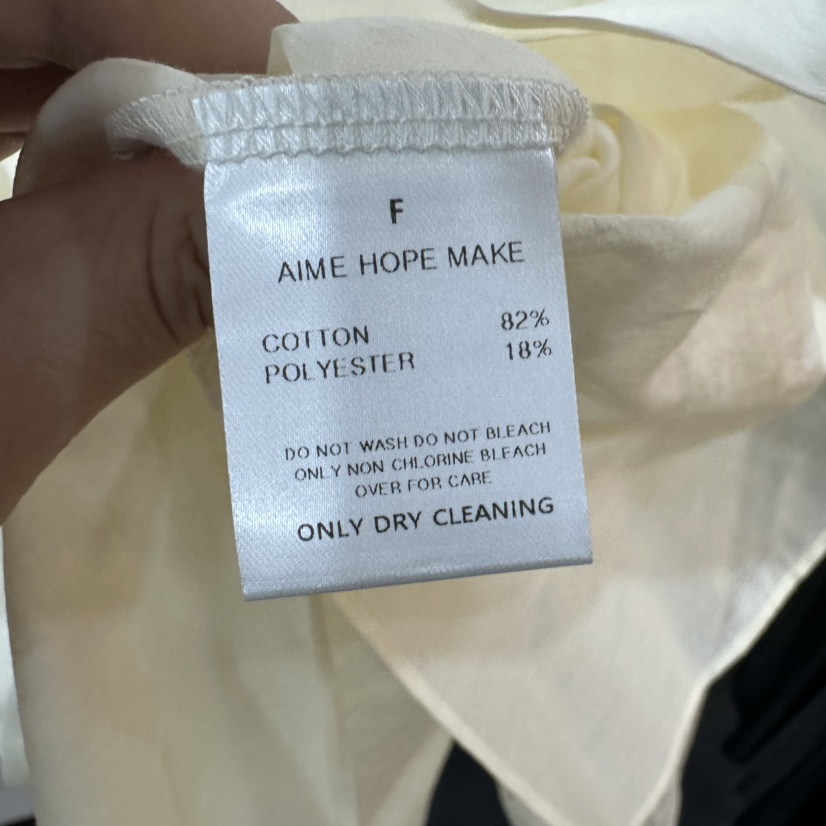 F
AIME HOPE MAKE
COTTON 82%
POLYESTER 18%
DO NOT WASH DO NOT BLEACH
ONLY NON CHLORINE BLEACH
OVER FOR CARE
ONLY DRY CLEANING